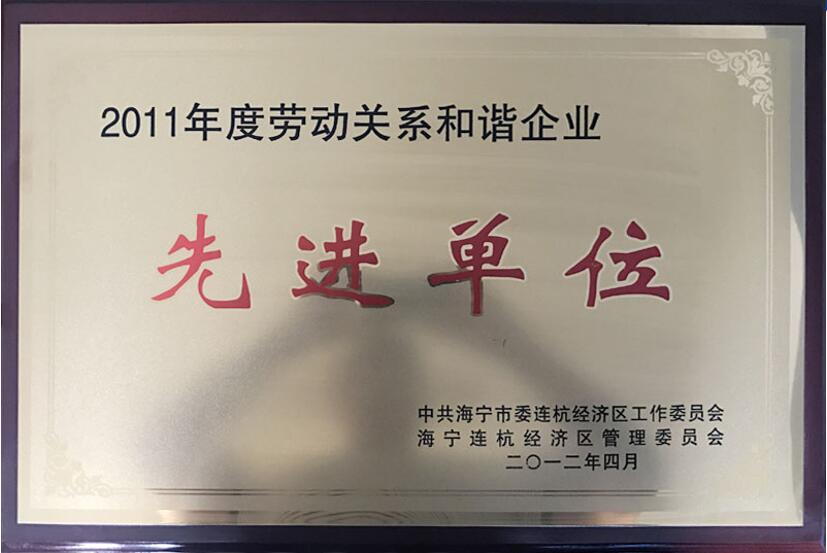 2011年度劳动关系和谐企业
先进单位
中共海宁市委连杭经济区工作委员会
海宁连杭经济区管理委员会
二〇一二年四月